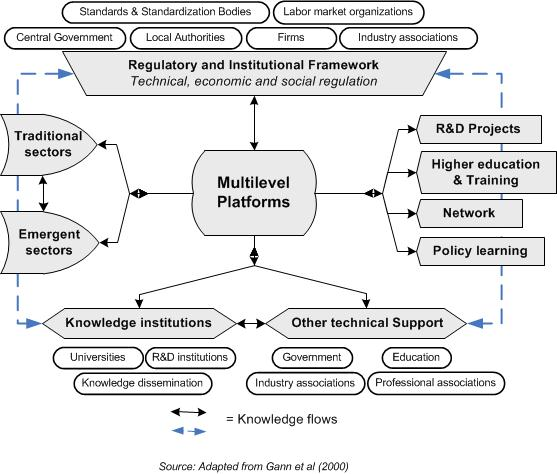 Standards & Standardization Bodies
Labor market organizations
Central Government
Local Authorities
Firms
Industry associations
Regulatory and Institutional Framework
Technical, economic and social regulation
Traditional
sectors
Emergent
sectors
Multilevel
Platforms
R&D Projects
Higher education
& Training
Network
Policy learning
Knowledge institutions
Other technical Support
Universities
R&D institutions
Knowledge dissemination
Government
Education
Industry associations
Professional associations
= Knowledge flows
Source: Adapted from Gann et al (2000)